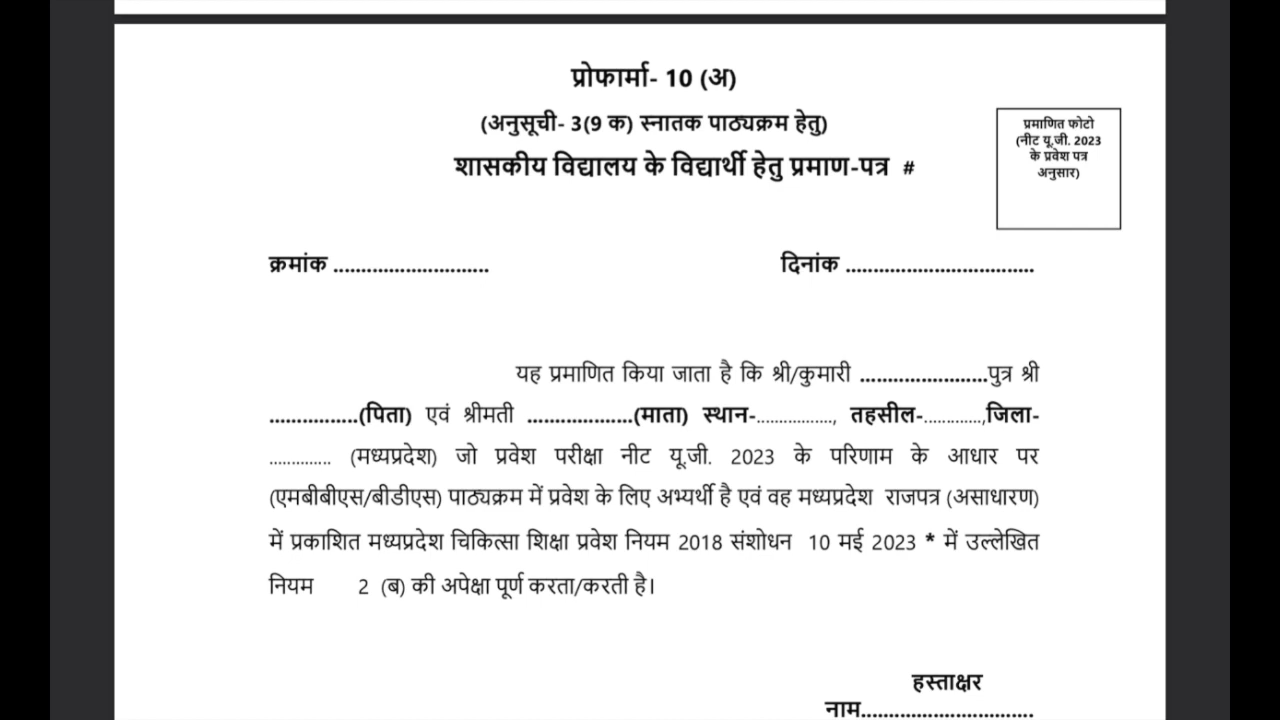 प्रोफार्मा- 10 (अ)
(अनुसूची- 3(9 क) स्नातक पाठ्यक्रम हेतु)
शासकीय विद्यालय के विद्यार्थी हेतु प्रमाण-पत्र #
प्रमाणित फोटो
(नीट यू.जी. 2023
के प्रवेश पत्र
अनुसार)
क्रमांक ............................ दिनांक ..................................
यह प्रमाणित किया जाता है कि श्री/कुमारी .......................पुत्र श्री
................(पिता) एवं श्रीमती ...................(माता) स्थान-................., तहसील-.............,जिला-
.............. (मध्यप्रदेश) जो प्रवेश परीक्षा नीट यू.जी. 2023 के परिणाम के आधार पर
(एमबीबीएस/बीडीएस) पाठ्यक्रम में प्रवेश के लिए अभ्यर्थी है एवं वह मध्यप्रदेश राजपत्र (असाधारण)
में प्रकाशित मध्यप्रदेश चिकित्सा शिक्षा प्रवेश नियम 2018 संशोधन 10 मई 2023 * में उल्लेखित
नियम 2 (ब) की अपेक्षा पूर्ण करता/करती है।
हस्ताक्षर
नाम...............................